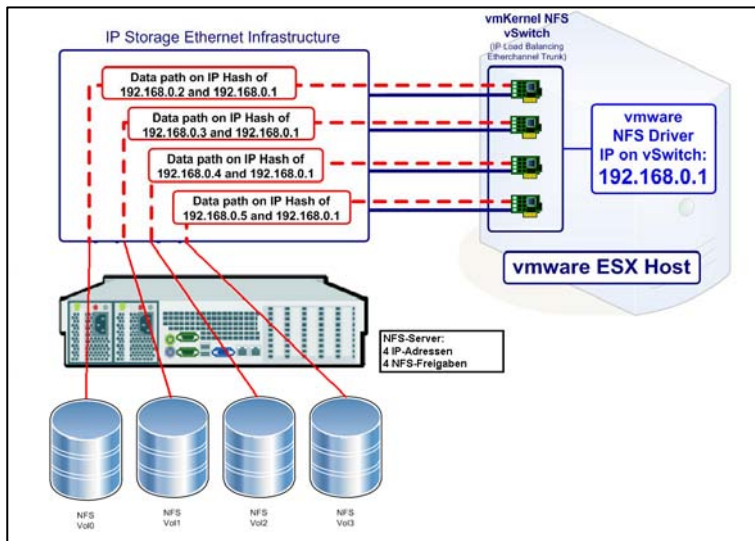 IP Storage Ethernet Infrastructure
vmKernel NFS
vSwitch
(IP-Load Balancing
Etherchannel Trunk)
Data path on IP Hash of
192.168.0.2 and 192.168.0.1
Data path on IP Hash of
192.168.0.3 and 192.168.0.1
Data path on IP Hash of
192.168.0.4 and 192.168.0.1
Data path on IP Hash of
192.168.0.5 and 192.168.0.1
vmware
NFS Driver
IP on vSwitch:
192.168.0.1
vmware ESX Host
NFS-Server:
4 IP-Adressen
4 NFS-Freigaben
NFS
Vol0
NFS
Vol1
NFS
Vol2
NFS
Vol3